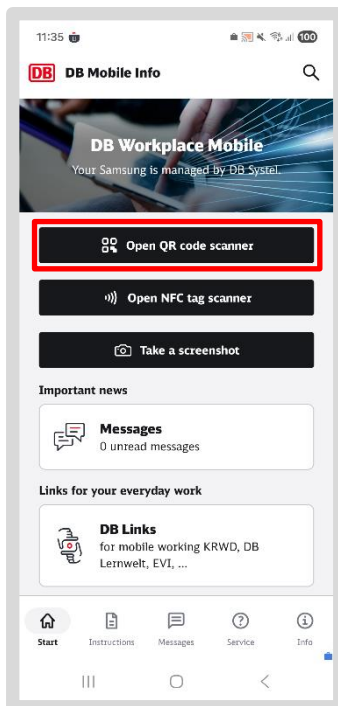 11:35
100
DB DB Mobile Info
DB Workplace Mobile
Your Samsung is managed by DB Systel.
Open QR code scanner
Open NFC tag scanner
Take a screenshot
Important news
Messages
0 unread messages
Links for your everyday work
DB Links
for mobile working KRWD, DB
Lernwelt, EVI, ...
Start Instructions Messages Service Info